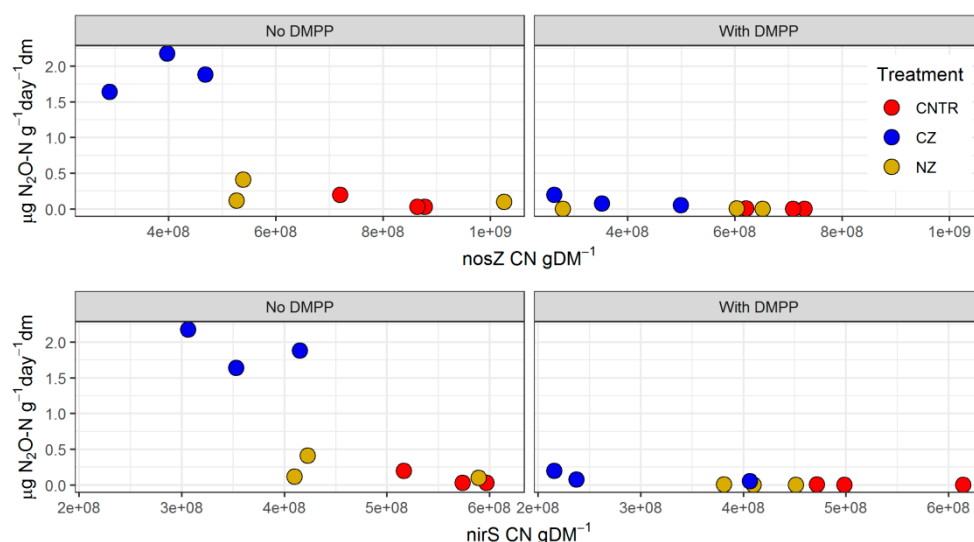 No DMPP With DMPP
µg N₂O-N g⁻¹day⁻¹dm
2.0
1.5
1.0
0.5
0.0
Treatment
CNTR
CZ
NZ
4e+08 6e+08 8e+08 1e+09 4e+08 6e+08 8e+08 1e+09
nosZ CN gDM⁻¹
No DMPP With DMPP
µg N₂O-N g⁻¹day⁻¹dm
2.0
1.5
1.0
0.5
0.0
2e+08 3e+08 4e+08 5e+08 6e+08 2e+08 3e+08 4e+08 5e+08 6e+08
nirS CN gDM⁻¹